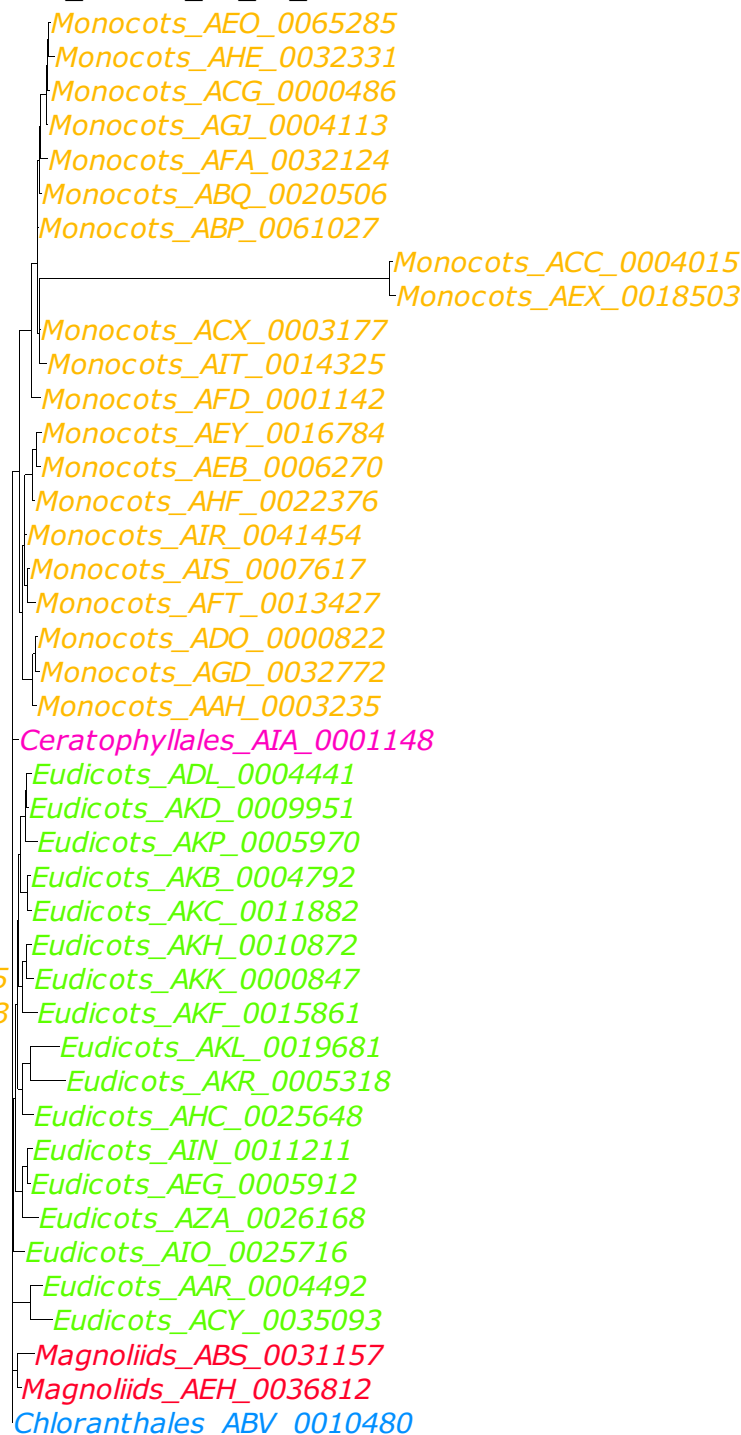 Monocots_AEO_0065285
Monocots_AHE_0032331
Monocots_ACG_0000486
Monocots_AGJ_0004113
Monocots_AFA_0032124
Monocots_ABQ_0020506
Monocots_ABP_0061027
Monocots_ACC_0004015
Monocots_AEX_0018503
Monocots_ACX_0003177
Monocots_AIT_0014325
Monocots_AFD_0001142
Monocots_AEY_0016784
Monocots_AEB_0006270
Monocots_AHF_0022376
Monocots_AIR_0041454
Monocots_AIS_0007617
Monocots_AFT_0013427
Monocots_ADO_0000822
Monocots_AGD_0032772
Monocots_AAH_0003235
Ceratophyllales_AIA_0001148
Eudicots_ADL_0004441
Eudicots_AKD_0009951
Eudicots_AKP_0005970
Eudicots_AKB_0004792
Eudicots_AKC_0011882
Eudicots_AKH_0010872
Eudicots_AKK_0000847
Eudicots_AKF_0015861
Eudicots_AKL_0019681
Eudicots_AKR_0005318
Eudicots_AHC_0025648
Eudicots_AIN_0011211
Eudicots_AEG_0005912
Eudicots_AZA_0026168
Eudicots_AIO_0025716
Eudicots_AAR_0004492
Eudicots_ACY_0035093
Magnoliids_ABS_0031157
Magnoliids_AEH_0036812
Chloranthales_ABV_0010480